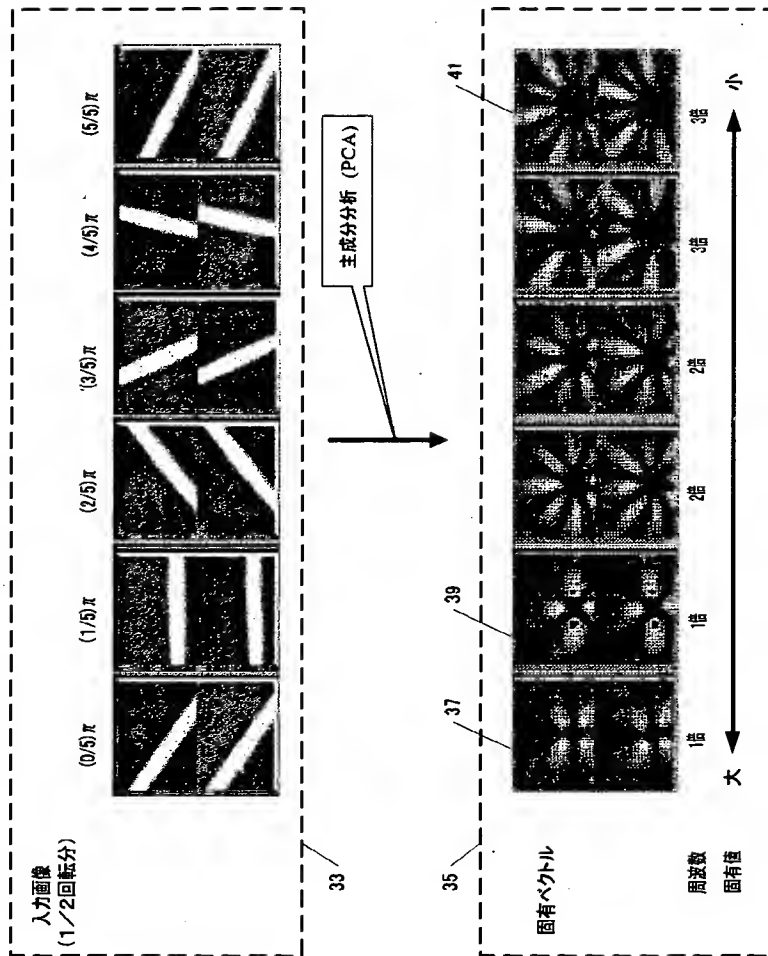 入力画像
(1/2回転分)
(0/5)π
(1/5)π
(2/5)π
(3/5)π
(4/5)π
(5/5)π
33
主成分分析 (PCA)
35
固有ベクトル
37
39
41
周波数
1倍
1倍
2倍
2倍
3倍
3倍
固有値
大
小